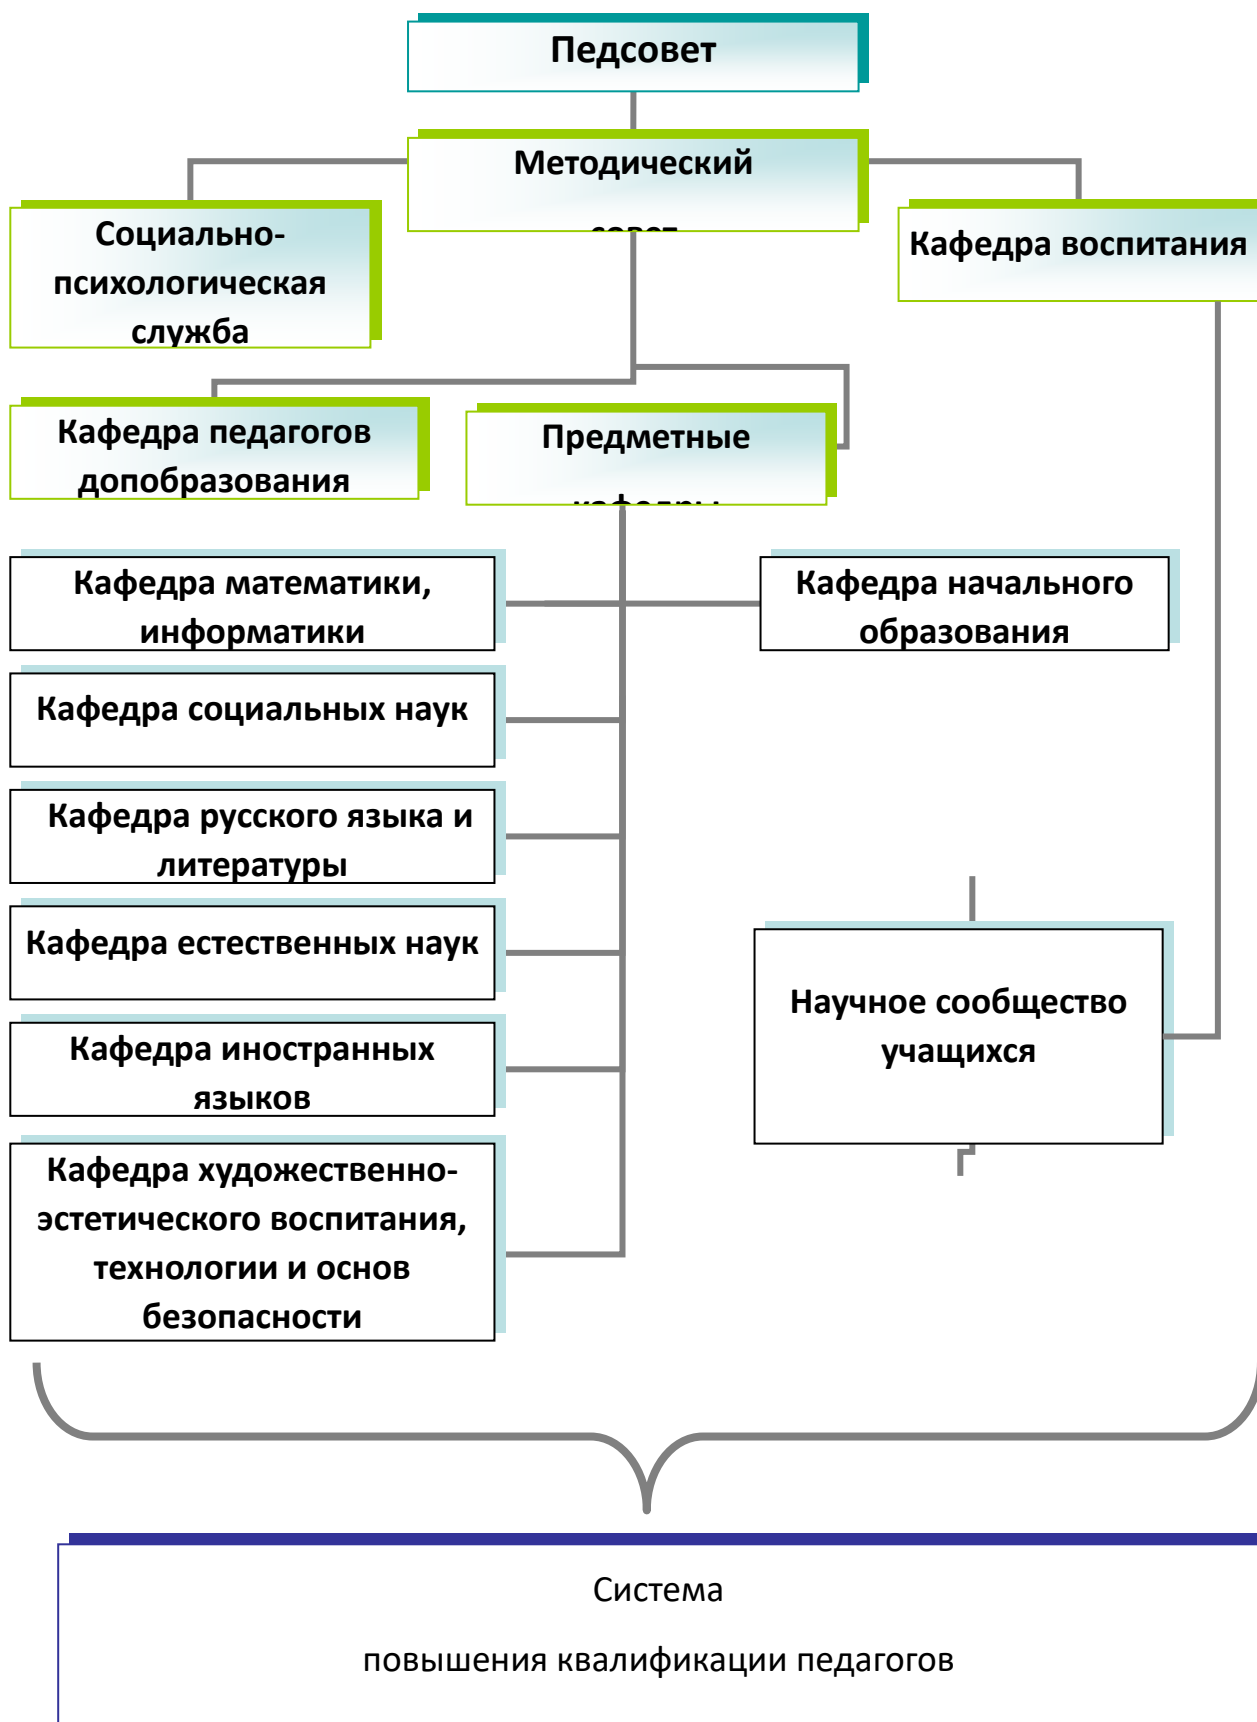 Педсовет
Методический
совет
Социально-
психологическая
служба
Кафедра воспитания
Кафедра педагогов
допобразования
Предметные
кафедры
Кафедра математики,
информатики
Кафедра начального
образования
Кафедра социальных наук
Кафедра русского языка и
литературы
Кафедра естественных наук
Научное сообщество
учащихся
Кафедра иностранных
языков
Кафедра художественно-
эстетического воспитания,
технологии и основ
безопасности
Система
повышения квалификации педагогов